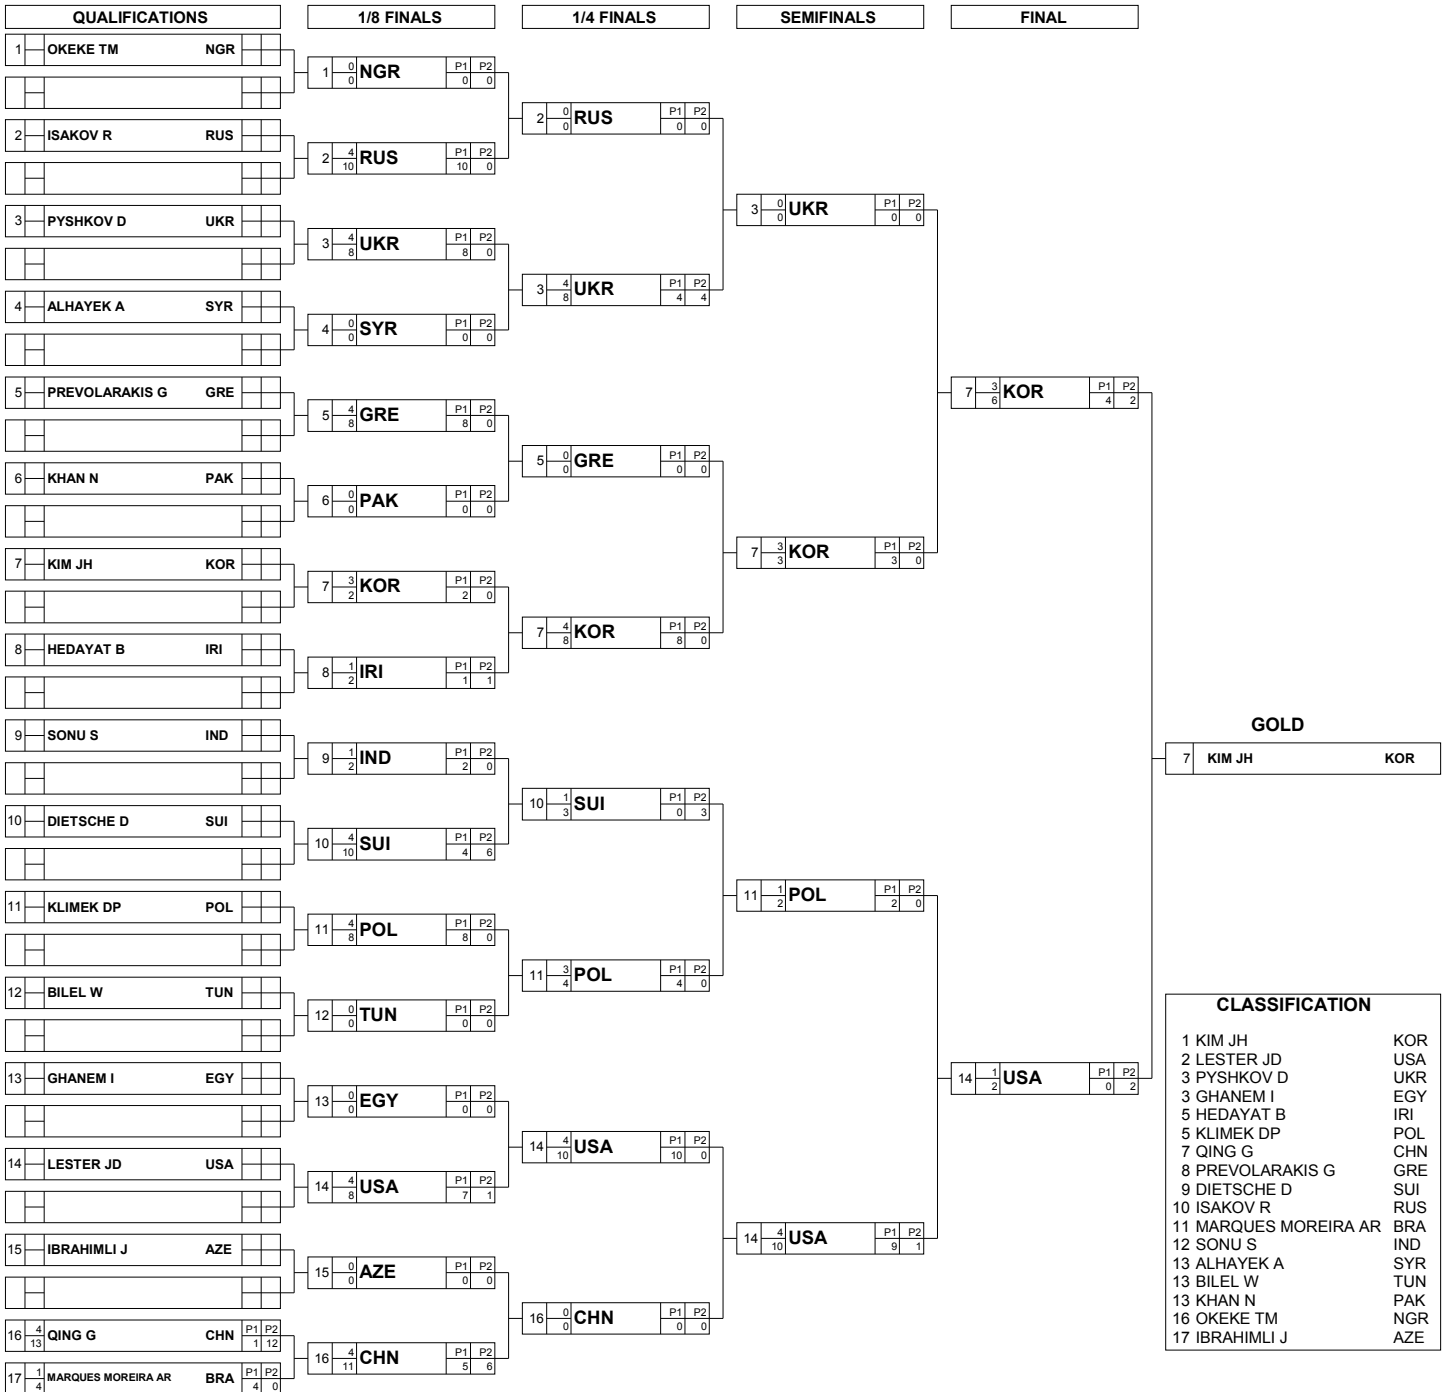 QUALIFICATIONS
1/8 FINALS
1/4 FINALS
SEMIFINALS
FINAL
1 OKEKE TM NGR
2 ISAKOV R RUS
3 PYSHKOV D UKR
4 ALHAYEK A SYR
5 PREVOLARAKIS G GRE
6 KHAN N PAK
7 KIM JH KOR
8 HEDAYAT B IRI
9 SONU S IND
10 DIETSCHE D SUI
11 KLIMEK DP POL
12 BILEL W TUN
13 GHANEM I EGY
14 LESTER JD USA
15 IBRAHIMLI J AZE
16 4 QING G CHN P1 P2
13 1 12
17 1 MARQUES MOREIRA AR BRA P1 P2
4 4 0
1 0 NGR P1 P2
0 0 0
2 4 RUS P1 P2
10 10 0
3 4 UKR P1 P2
8 8 0
4 0 SYR P1 P2
0 0 0
5 4 GRE P1 P2
8 8 0
6 0 PAK P1 P2
0 0 0
7 3 KOR P1 P2
2 2 0
8 1 IRI P1 P2
2 1 1
9 1 IND P1 P2
2 2 0
10 4 SUI P1 P2
10 4 6
11 4 POL P1 P2
8 8 0
12 0 TUN P1 P2
0 0 0
13 0 EGY P1 P2
0 0 0
14 4 USA P1 P2
8 7 1
15 0 AZE P1 P2
0 0 0
16 4 CHN P1 P2
11 5 6
2 0 RUS P1 P2
0 0 0
3 4 UKR P1 P2
8 4 4
5 0 GRE P1 P2
0 0 0
7 4 KOR P1 P2
8 8 0
10 1 SUI P1 P2
3 0 3
11 3 POL P1 P2
4 4 0
14 4 USA P1 P2
10 10 0
16 0 CHN P1 P2
0 0 0
3 0 UKR P1 P2
0 0 0
7 3 KOR P1 P2
3 3 0
11 1 POL P1 P2
2 2 0
14 4 USA P1 P2
10 9 1
7 3 KOR P1 P2
6 4 2
14 1 USA P1 P2
2 0 2
GOLD
7 KIM JH KOR
CLASSIFICATION
1 KIM JH KOR
2 LESTER JD USA
3 PYSHKOV D UKR
3 GHANEM I EGY
5 HEDAYAT B IRI
5 KLIMEK DP POL
7 QING G CHN
8 PREVOLARAKIS G GRE
9 DIETSCHE D SUI
10 ISAKOV R RUS
11 MARQUES MOREIRA AR BRA
12 SONU S IND
13 ALHAYEK A SYR
13 BILEL W TUN
13 KHAN N PAK
16 OKEKE TM NGR
17 IBRAHIMLI J AZE